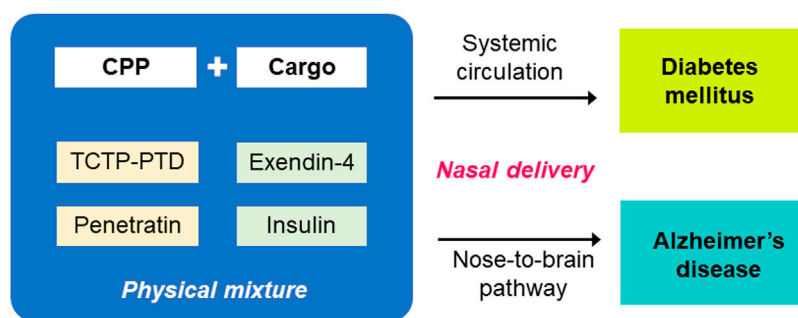 CPP + Cargo
TCTP-PTD
Exendin-4
Penetratin
Insulin
Physical mixture
Systemic
circulation
Nasal delivery
Nose-to-brain
pathway
Diabetes
mellitus
Alzheimer's
disease